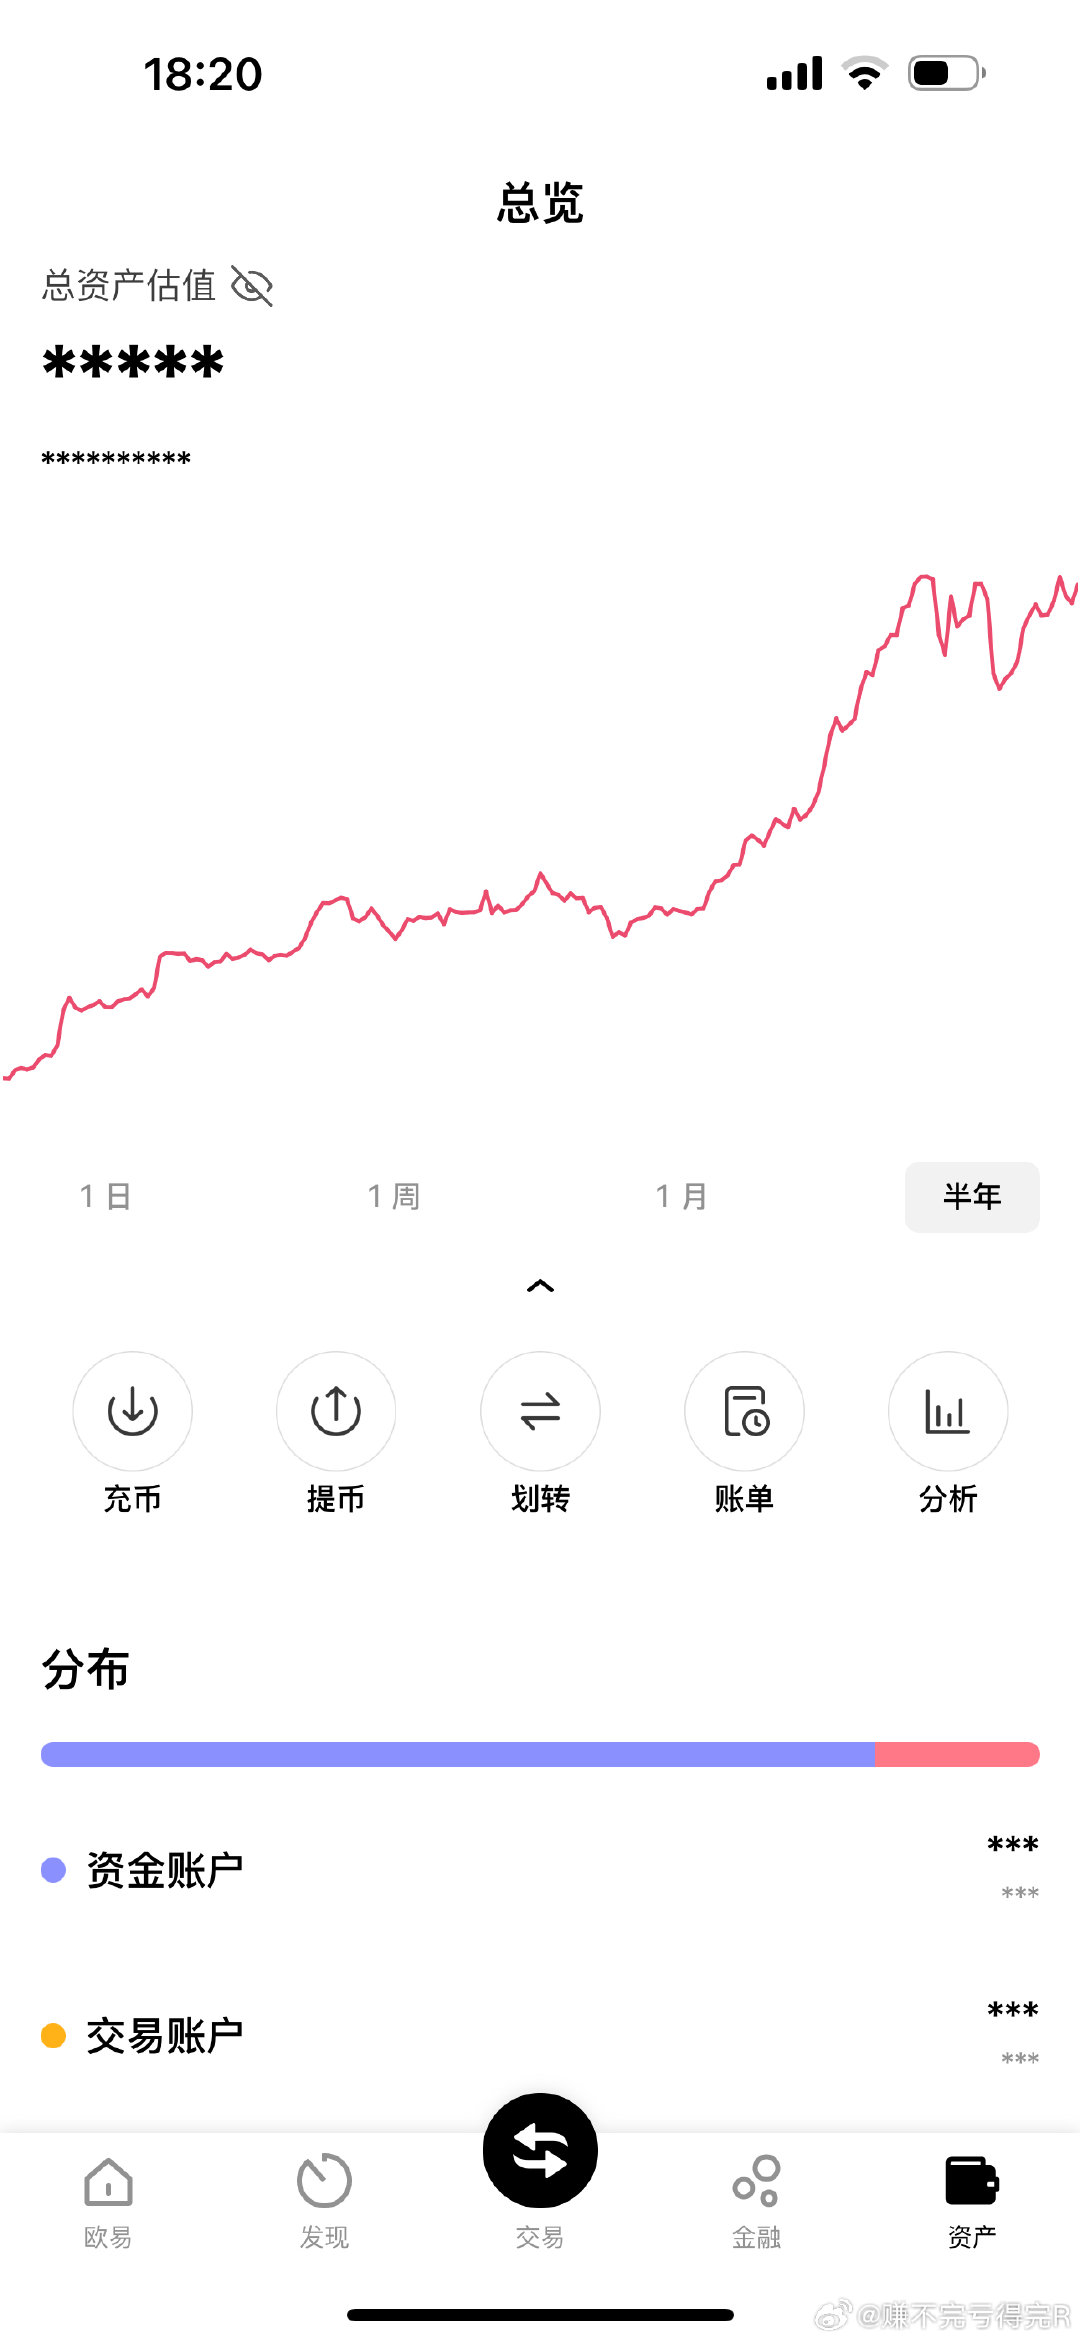 18:20
总览
总资产估值
*****
**********
1 日
1 周
1 月
半年
充币
提币
划转
账单
分析
分布
资金账户
***
***
交易账户
***
***
欧易
发现
交易
金融
资产
@赚不完亏得完R